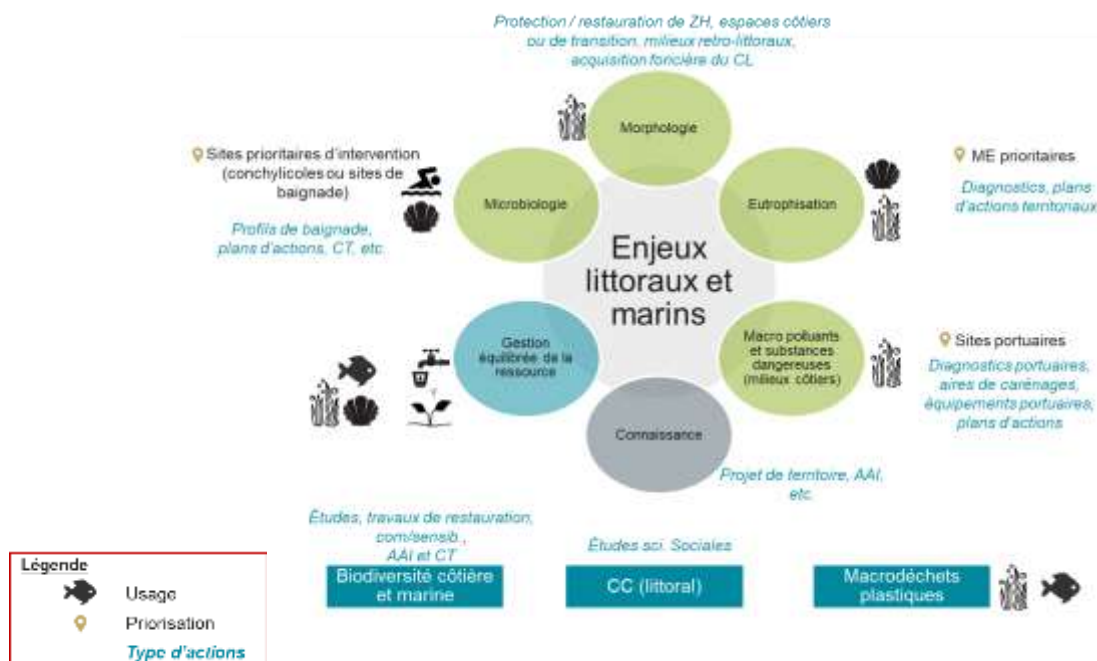 Protection / restauration de ZH, espaces côtiers
ou de transition, milieux retro-littoraux,
acquisition foncière du CL
Morphologie
Sites prioritaires d'intervention
(conchylicoles ou sites de
baignade)
Profils de baignade,
plans d'actions, CT, etc.
Microbiologie
Eutrophisation
ME prioritaires
Diagnostics, plans
d'actions territoriaux
Enjeux
littoraux et
marins
Gestion
équilibrée de la
ressource
Macro polluants
et substances
dangereuses
(milieux côtiers)
Sites portuaires
Diagnostics portuaires,
aires de carénages,
équipements portuaires,
plans d'actions
Connaissance
Projet de territoire, AAI,
etc.
Études, travaux de restauration,
com/sensib.,
AAI et CT
Biodiversité côtière
et marine
Études sci. Sociales
CC (littoral)
Macrodéchets
plastiques
Légende
Usage
Priorisation
Type d'actions